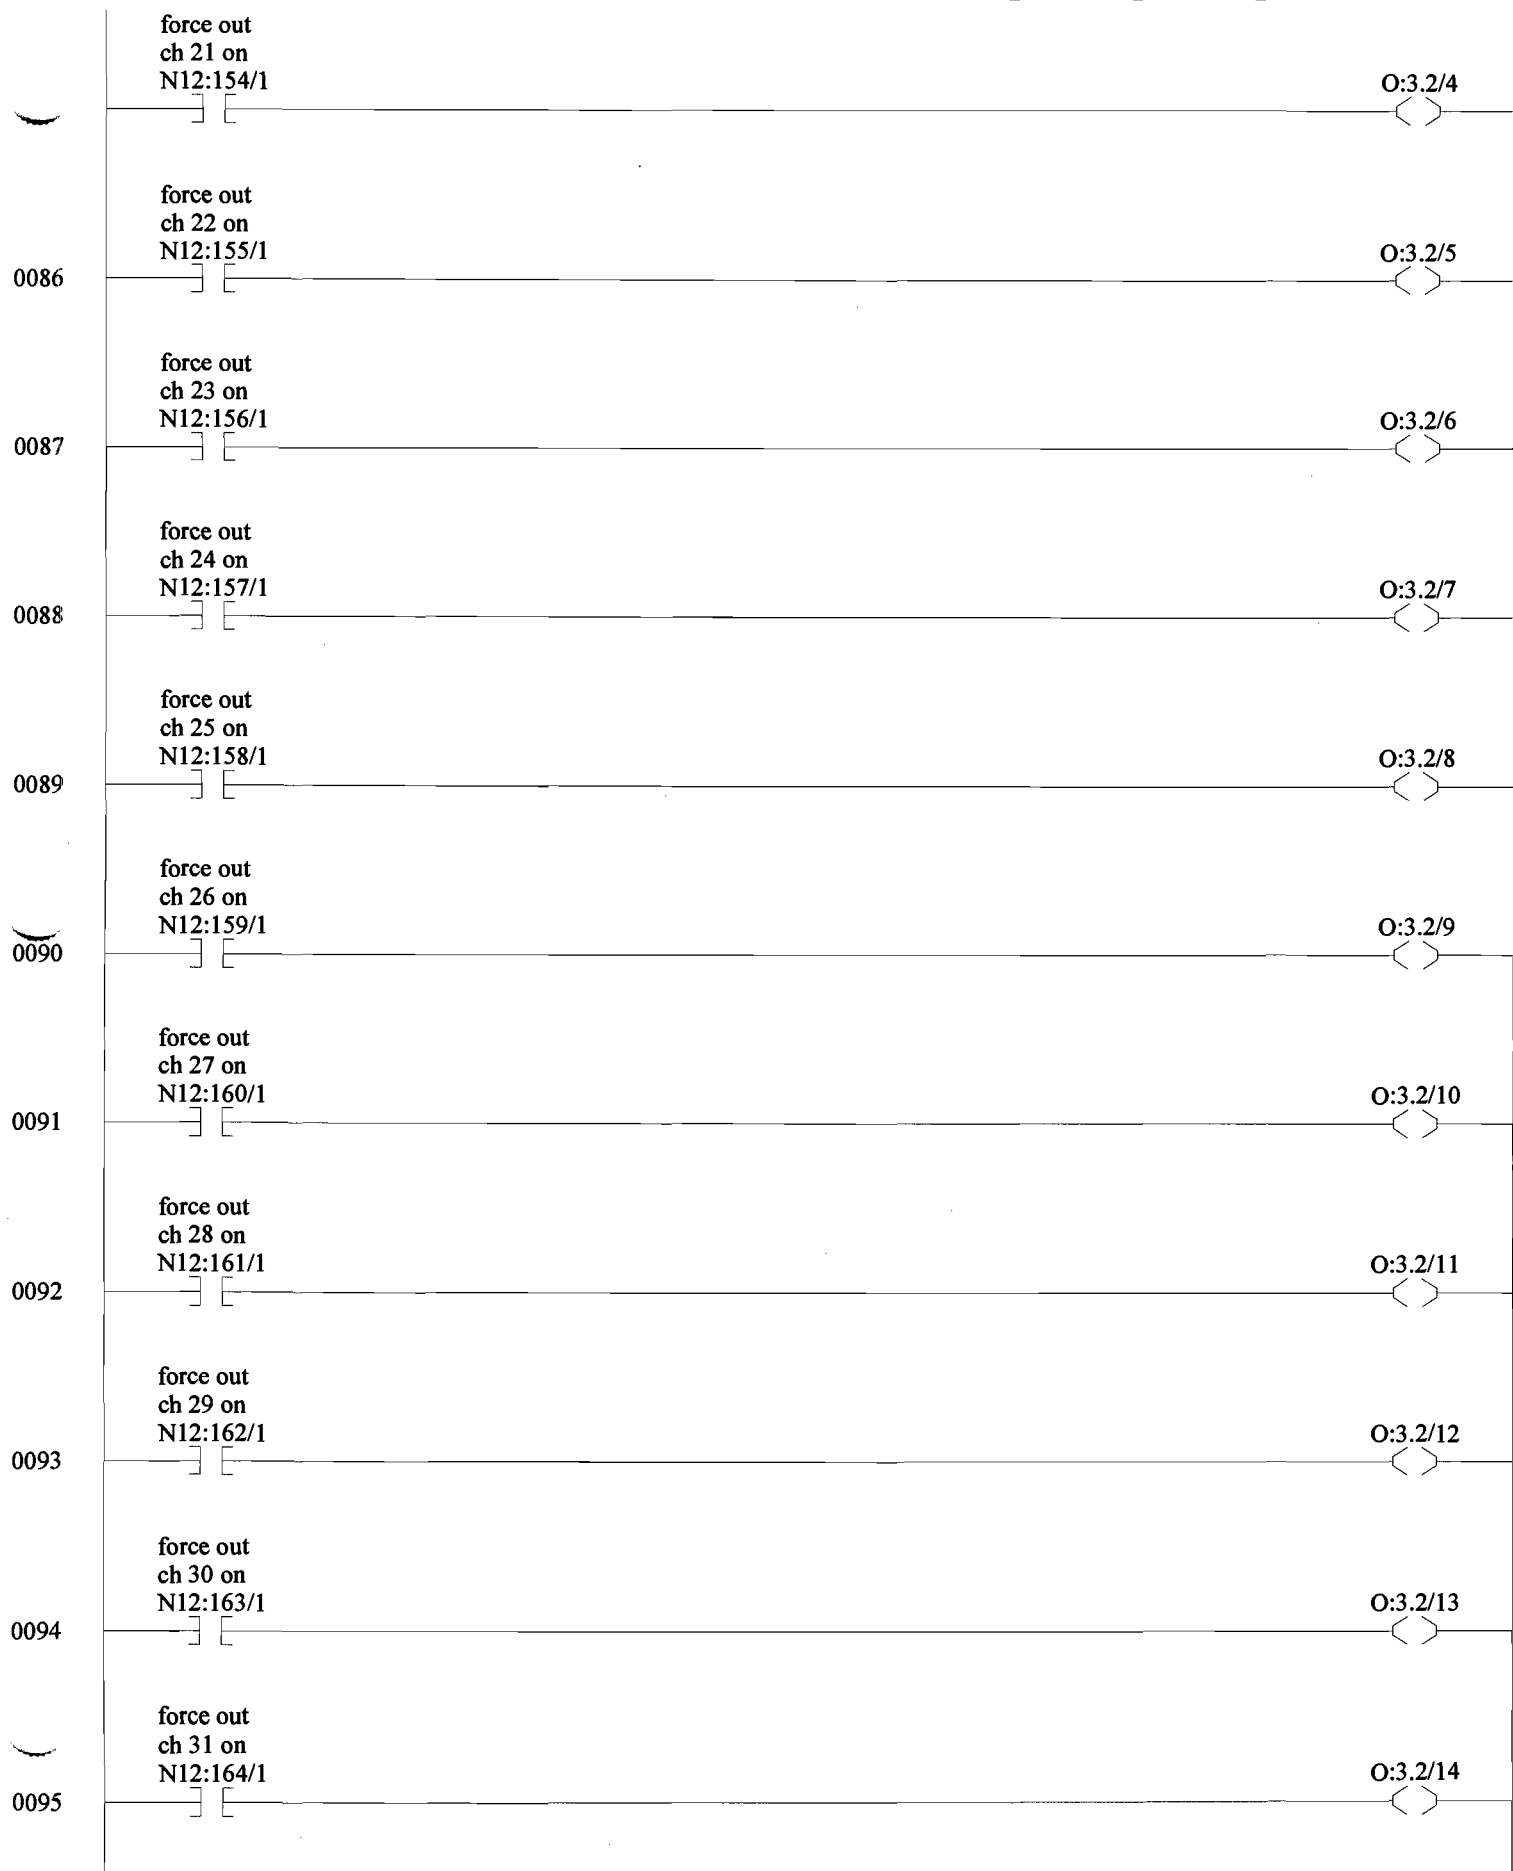 force out
ch 21 on
N12:154/1
O:3.2/4
force out
ch 22 on
N12:155/1
O:3.2/5
0086
force out
ch 23 on
N12:156/1
O:3.2/6
0087
force out
ch 24 on
N12:157/1
O:3.2/7
0088
force out
ch 25 on
N12:158/1
O:3.2/8
0089
force out
ch 26 on
N12:159/1
O:3.2/9
0090
force out
ch 27 on
N12:160/1
O:3.2/10
0091
force out
ch 28 on
N12:161/1
O:3.2/11
0092
force out
ch 29 on
N12:162/1
O:3.2/12
0093
force out
ch 30 on
N12:163/1
O:3.2/13
0094
force out
ch 31 on
N12:164/1
O:3.2/14
0095